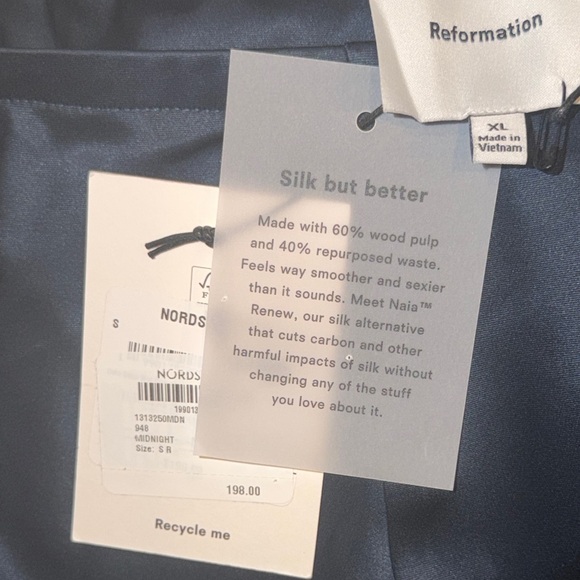 Reformation
XL
Made in
Vietnam
Silk but better
Made with 60% wood pulp
and 40% repurposed waste.
Feels way smoother and sexier
than it sounds. Meet Naia™
Renew, our silk alternative
that cuts carbon and other
harmful impacts of silk without
changing any of the stuff
you love about it.
S
NORDS
NORDS
1313250MDN
948
MIDNIGHT
Size: S R
198.00
Recycle me